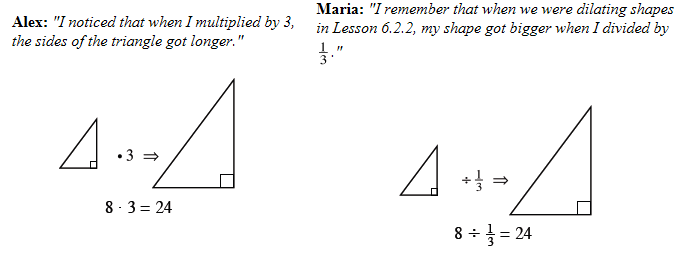 Alex: "I noticed that when I multiplied by 3,
the sides of the triangle got longer."
• 3 ⇒
8 · 3 = 24
Maria: "I remember that when we were dilating shapes
in Lesson 6.2.2, my shape got bigger when I divided by
1/3."
÷ 1/3 ⇒
8 ÷ 1/3 = 24